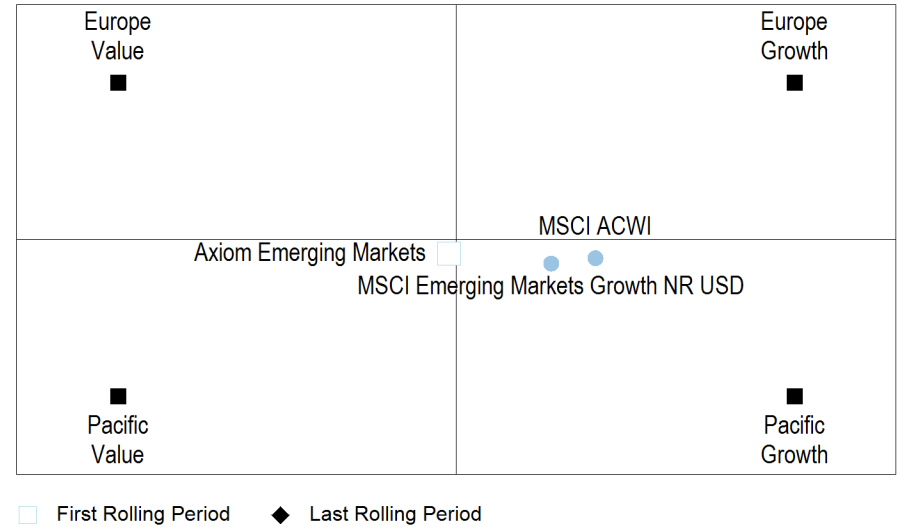 Europe
Value
Europe
Growth
MSCI ACWI
Axiom Emerging Markets
MSCI Emerging Markets Growth NR USD
Pacific
Value
Pacific
Growth
First Rolling Period
Last Rolling Period